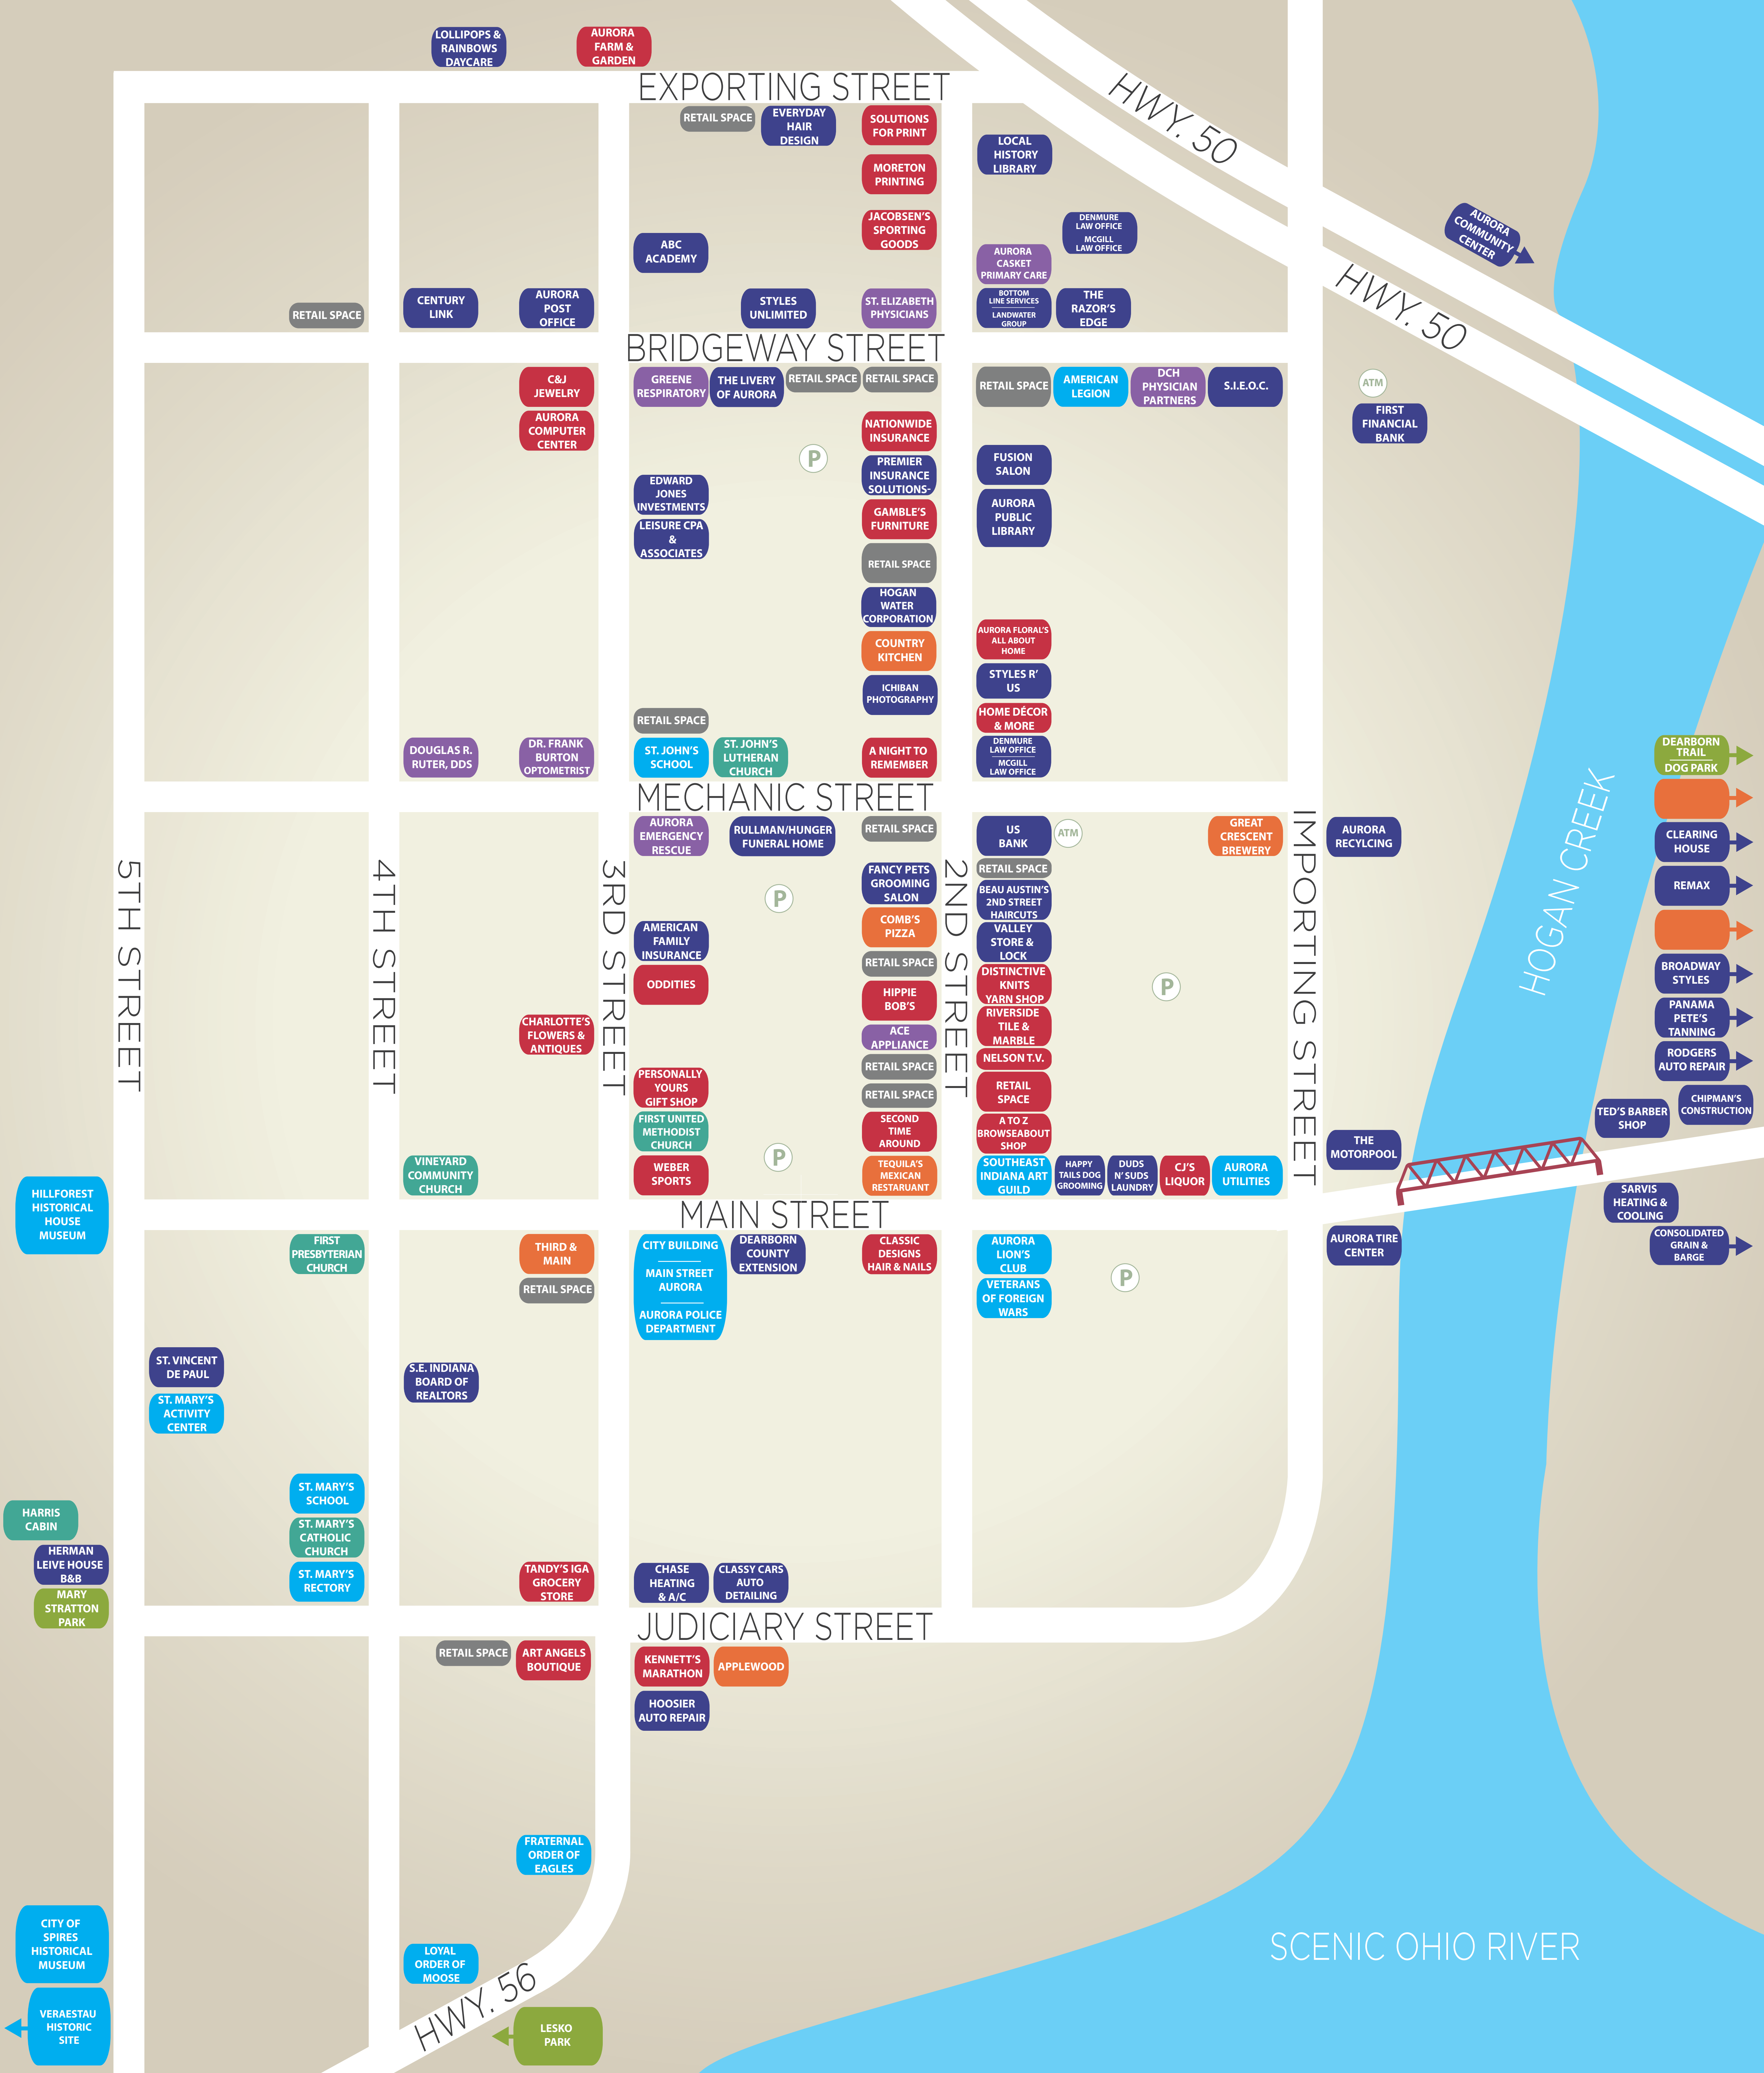 LOLLIPOPS &
RAINBOWS
DAYCARE
AURORA
FARM &
GARDEN
EXPORTING STREET
HWY. 50
RETAIL SPACE
EVERYDAY
HAIR
DESIGN
SOLUTIONS
FOR PRINT
LOCAL
HISTORY
LIBRARY
MORETON
PRINTING
JACOBSEN'S
SPORTING
GOODS
DENMURE
LAW OFFICE
MCGILL
LAW OFFICE
AURORA
COMMUNITY
CENTER
ABC
ACADEMY
AURORA
CASKET
PRIMARY CARE
HWY. 50
RETAIL SPACE
CENTURY
LINK
AURORA
POST
OFFICE
STYLES
UNLIMITED
ST. ELIZABETH
PHYSICIANS
BOTTOM
LINE SERVICES
LANDWATER
GROUP
THE
RAZOR'S
EDGE
BRIDGEWAY STREET
C&J
JEWELRY
GREENE
RESPIRATORY
THE LIVERY
OF AURORA
RETAIL SPACE
RETAIL SPACE
RETAIL SPACE
AMERICAN
LEGION
DCH
PHYSICIAN
PARTNERS
S.I.E.O.C.
ATM
FIRST
FINANCIAL
BANK
AURORA
COMPUTER
CENTER
NATIONWIDE
INSURANCE
P
PREMIER
INSURANCE
SOLUTIONS-
FUSION
SALON
EDWARD
JONES
INVESTMENTS
GAMBLE'S
FURNITURE
AURORA
PUBLIC
LIBRARY
LEISURE CPA
&
ASSOCIATES
RETAIL SPACE
HOGAN
WATER
CORPORATION
COUNTRY
KITCHEN
AURORA FLORAL'S
ALL ABOUT
HOME
ICHIBAN
PHOTOGRAPHY
STYLES R'
US
RETAIL SPACE
HOME DÉCOR
& MORE
DOUGLAS R.
RUTER, DDS
DR. FRANK
BURTON
OPTOMETRIST
ST. JOHN'S
SCHOOL
ST. JOHN'S
LUTHERAN
CHURCH
A NIGHT TO
REMEMBER
DENMURE
LAW OFFICE
MCGILL
LAW OFFICE
DEARBORN
TRAIL
DOG PARK
MECHANIC STREET
AURORA
EMERGENCY
RESCUE
RULLMAN/HUNGER
FUNERAL HOME
RETAIL SPACE
US
BANK
ATM
GREAT
CRESCENT
BREWERY
AURORA
RECYLCING
CLEARING
HOUSE
5TH STREET
4TH STREET
3RD STREET
2ND STREET
IMPORTING STREET
HOGAN CREEK
FANCY PETS
GROOMING
SALON
RETAIL SPACE
BEAU AUSTIN'S
2ND STREET
HAIRCUTS
REMAX
P
COMB'S
PIZZA
AMERICAN
FAMILY
INSURANCE
VALLEY
STORE &
LOCK
RETAIL SPACE
ODDITIES
DISTINCTIVE
KNITS
YARN SHOP
P
BROADWAY
STYLES
HIPPIE
BOB'S
RIVERSIDE
TILE &
MARBLE
PANAMA
PETE'S
TANNING
CHARLOTTE'S
FLOWERS &
ANTIQUES
ACE
APPLIANCE
NELSON T.V.
RODGERS
AUTO REPAIR
RETAIL SPACE
PERSONALLY
YOURS
GIFT SHOP
RETAIL SPACE
RETAIL
SPACE
CHIPMAN'S
CONSTRUCTION
TED'S BARBER
SHOP
FIRST UNITED
METHODIST
CHURCH
SECOND
TIME
AROUND
A TO Z
BROWSEABOUT
SHOP
THE
MOTORPOOL
P
VINEYARD
COMMUNITY
CHURCH
WEBER
SPORTS
TEQUILA'S
MEXICAN
RESTARUANT
SOUTHEAST
INDIANA ART
GUILD
HAPPY
TAILS DOG
GROOMING
DUDS
N' SUDS
LAUNDRY
CJ'S
LIQUOR
AURORA
UTILITIES
HILLFOREST
HISTORICAL
HOUSE
MUSEUM
MAIN STREET
SARVIS
HEATING &
COOLING
FIRST
PRESBYTERIAN
CHURCH
THIRD &
MAIN
CITY BUILDING
MAIN STREET
AURORA
AURORA POLICE
DEPARTMENT
DEARBORN
COUNTY
EXTENSION
CLASSIC
DESIGNS
HAIR & NAILS
AURORA
LION'S
CLUB
AURORA TIRE
CENTER
CONSOLIDATED
GRAIN &
BARGE
RETAIL SPACE
VETERANS
OF FOREIGN
WARS
P
ST. VINCENT
DE PAUL
S.E. INDIANA
BOARD OF
REALTORS
ST. MARY'S
ACTIVITY
CENTER
ST. MARY'S
SCHOOL
HARRIS
CABIN
ST. MARY'S
CATHOLIC
CHURCH
HERMAN
LEIVE HOUSE
B&B
ST. MARY'S
RECTORY
TANDY'S IGA
GROCERY
STORE
CHASE
HEATING
& A/C
CLASSY CARS
AUTO
DETAILING
MARY
STRATTON
PARK
JUDICIARY STREET
RETAIL SPACE
ART ANGELS
BOUTIQUE
KENNETT'S
MARATHON
APPLEWOOD
HOOSIER
AUTO REPAIR
FRATERNAL
ORDER OF
EAGLES
CITY OF
SPIRES
HISTORICAL
MUSEUM
LOYAL
ORDER OF
MOOSE
SCENIC OHIO RIVER
HWY. 56
VERAESTAU
HISTORIC
SITE
LESKO
PARK